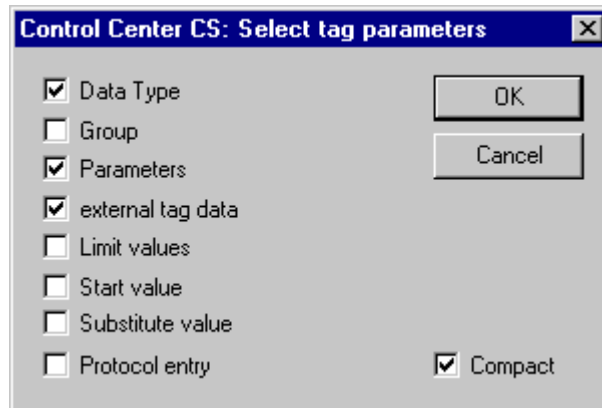 Control Center CS: Select tag parameters
Data Type
OK
Group
Cancel
Parameters
external tag data
Limit values
Start value
Substitute value
Protocol entry
Compact